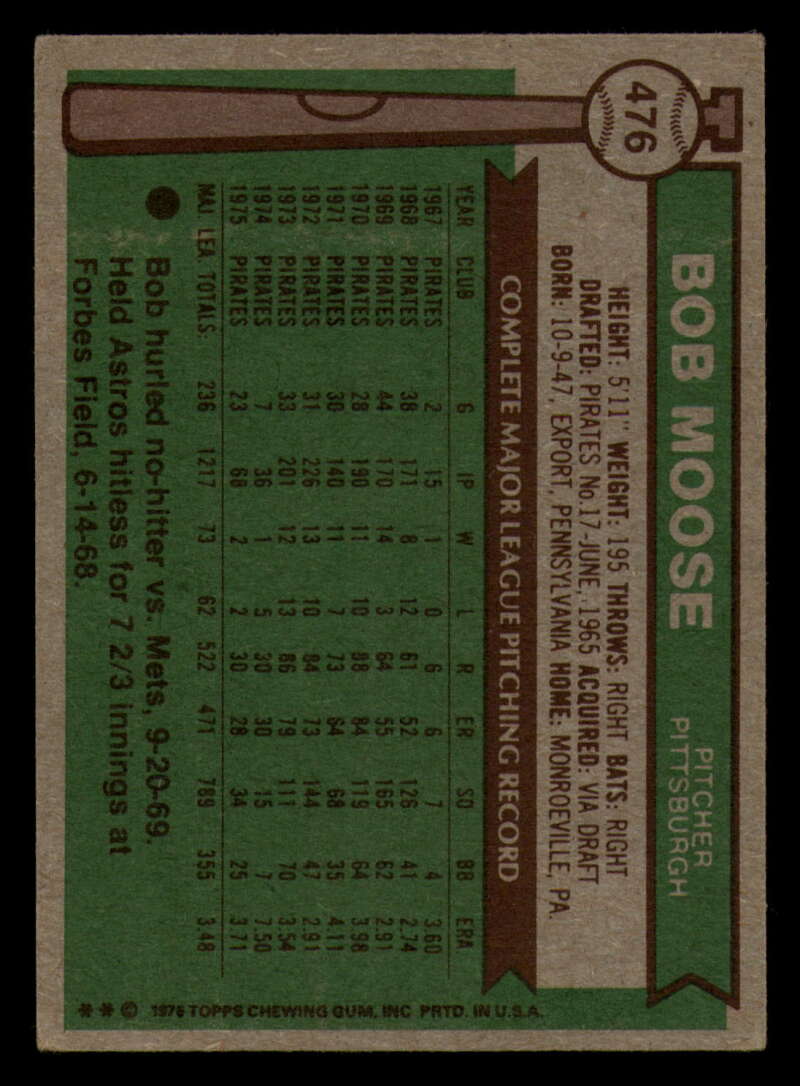 476
BOB MOOSE
PITCHER
PITTSBURGH
HEIGHT: 5'11" WEIGHT: 195 THROWS: RIGHT BATS: RIGHT
DRAFTED: PIRATES No.17-JUNE, 1965 ACQUIRED: VIA DRAFT
BORN: 10-9-47, EXPORT, PENNSYLVANIA HOME: MONROEVILLE, PA.
COMPLETE MAJOR LEAGUE PITCHING RECORD
YEAR CLUB G IP W L R ER SO BB ERA
1967 PIRATES 2 15 1 0 6 6 7 4 3.60
1968 PIRATES 38 171 8 12 61 52 126 41 2.74
1969 PIRATES 44 170 14 3 64 55 165 62 2.91
1970 PIRATES 28 190 11 10 98 84 119 64 3.98
1971 PIRATES 30 140 11 7 73 64 68 35 4.11
1972 PIRATES 31 226 13 10 84 73 144 47 2.91
1973 PIRATES 33 201 12 13 86 79 111 70 3.54
1974 PIRATES 7 36 1 5 30 30 15 7 7.50
1975 PIRATES 23 68 2 2 30 28 34 25 3.71
MAJ LEA TOTALS: 236 1217 73 62 522 471 789 355 3.48
Bob hurled no-hitter vs. Mets, 9-20-69.
Held Astros hitless for 7 2/3 innings at
Forbes Field, 6-14-68.
** © 1976 TOPPS CHEWING GUM, INC PRTD. IN U.S.A.